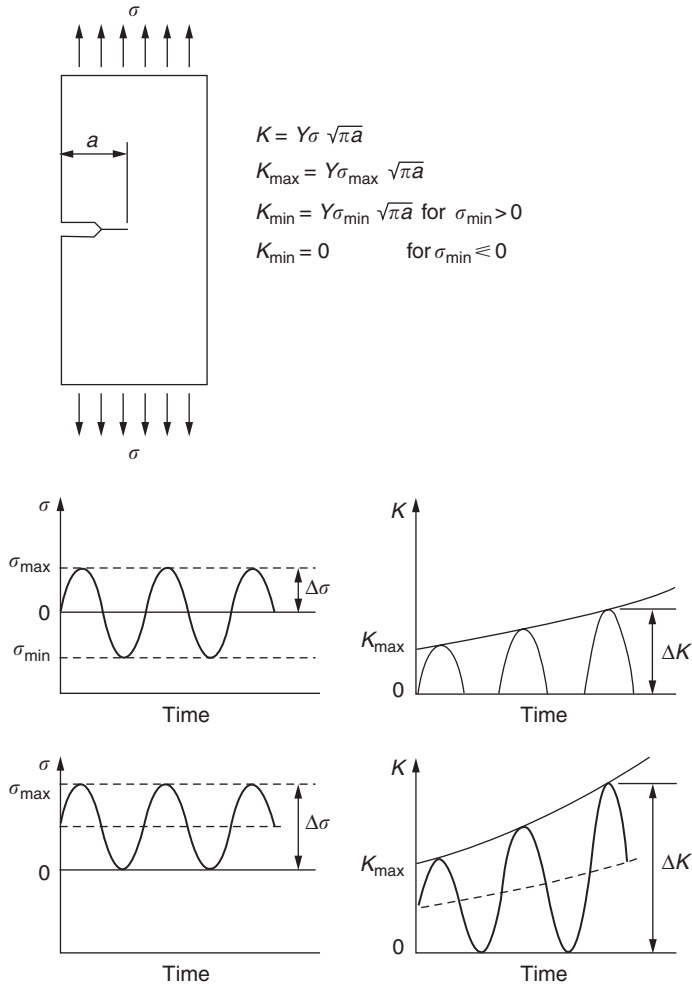 σ
a
K = Yσ √πa
K_max = Yσ_max √πa
K_min = Yσ_min √πa for σ_min > 0
K_min = 0 for σ_min ⩽ 0
σ
σ
σ_max
Δσ
0
σ_min
Time
K
K_max
ΔK
0
Time
σ
σ_max
Δσ
0
Time
K
K_max
ΔK
0
Time